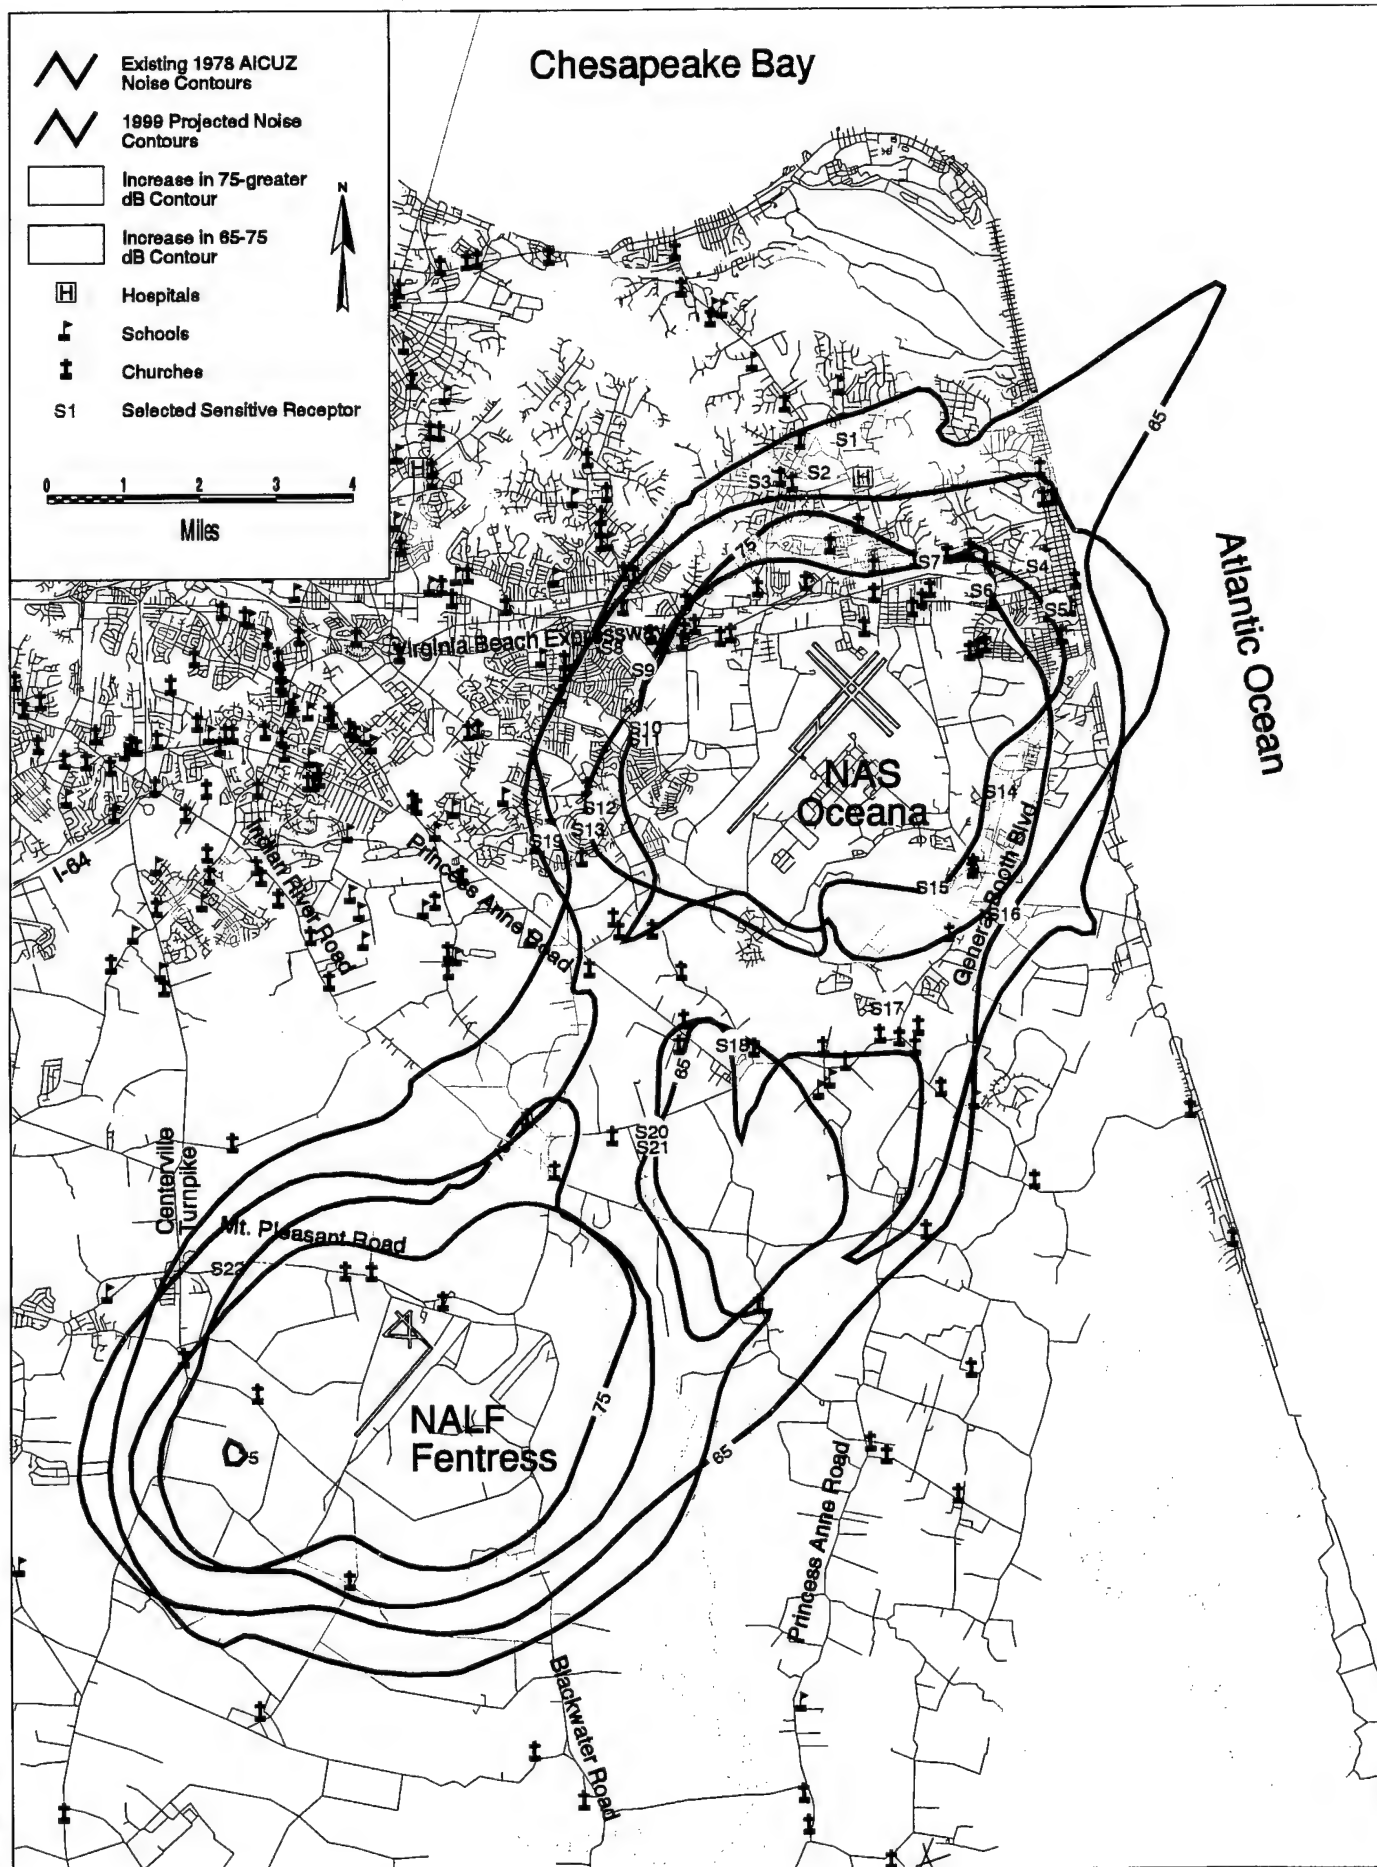 Existing 1978 AICUZ
Noise Contours
1999 Projected Noise
Contours
Increase in 75-greater
dB Contour
Increase in 65-75
dB Contour
H Hospitals
Schools
Churches
S1 Selected Sensitive Receptor
N
0 1 2 3 4
Miles
Chesapeake Bay
65
S1
S2
H
S3
H
75
Atlantic Ocean
S7
S4
S6
S5
Virginia Beach Expressway
S8
S9
S10
S11
NAS
Oceana
S14
S12
S13
S19
General Booth Blvd
I-64
Indian River Road
Princess Anne Road
S15
S16
S17
S18
65
S20
S21
Centerville
Turnpike
Mt. Pleasant Road
S22
75
NALF
Fentress
5
65
Princess Anne Road
Blackwater Road